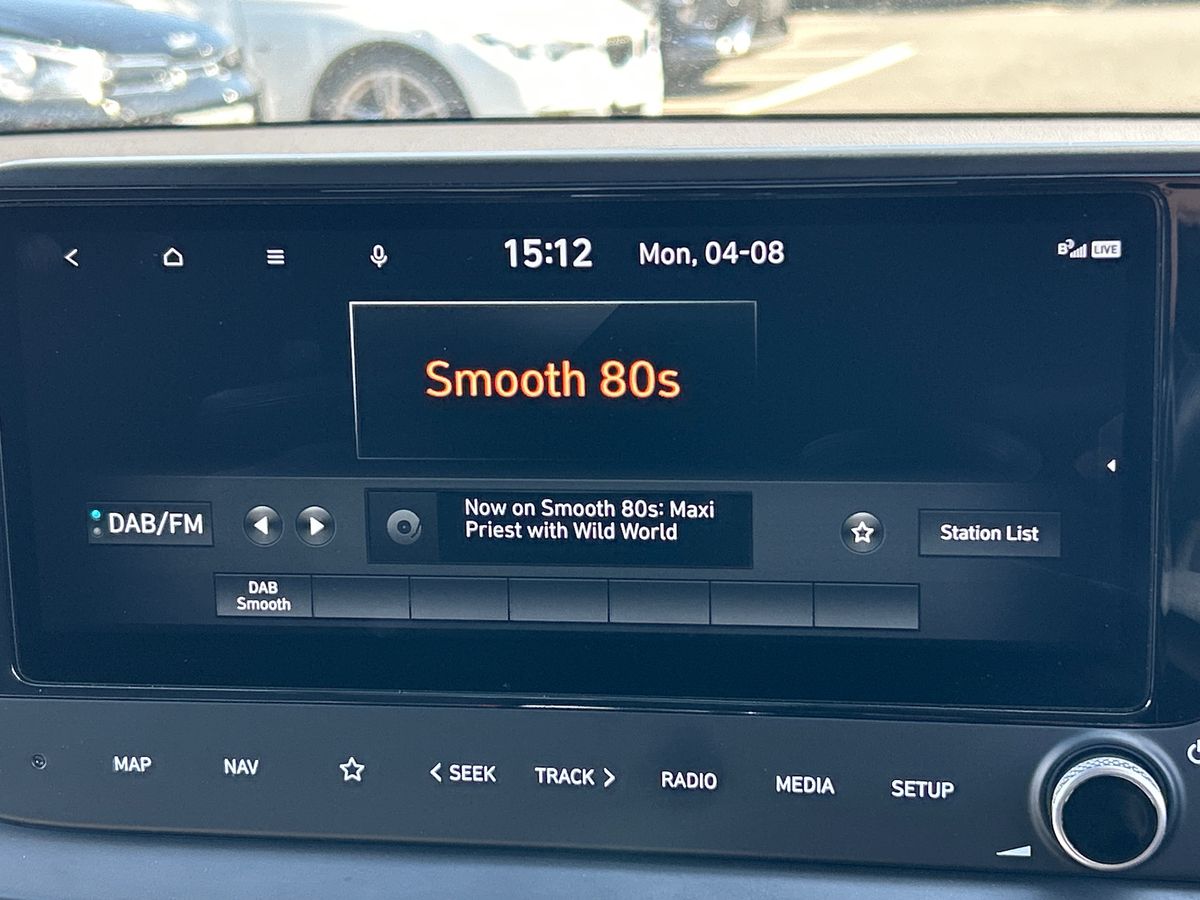 15:12 Mon, 04-08 LIVE
Smooth 80s
DAB/FM
Now on Smooth 80s: Maxi
Priest with Wild World
Station List
DAB
Smooth
MAP NAV < SEEK TRACK > RADIO MEDIA SETUP